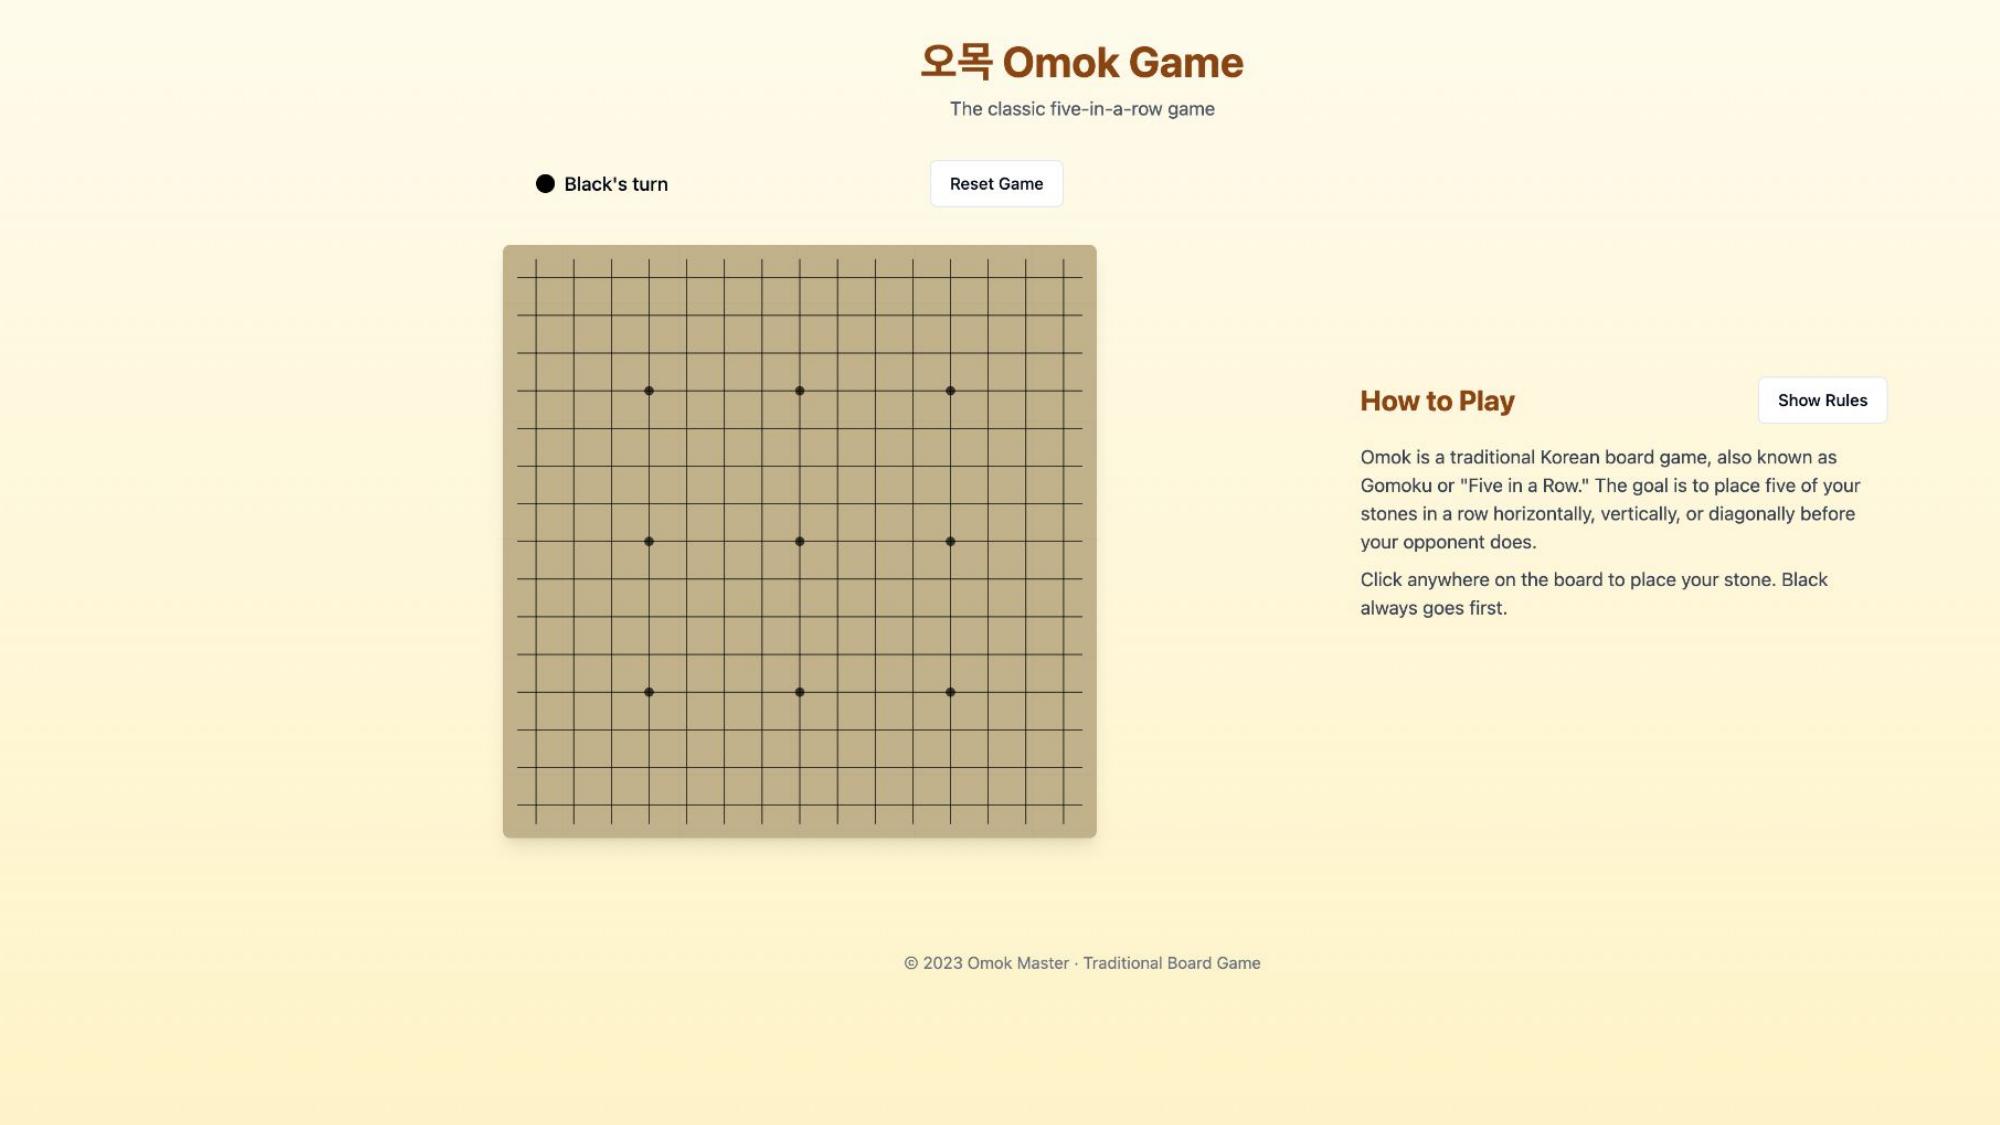 오목 Omok Game
The classic five-in-a-row game
Black's turn
Reset Game
How to Play
Show Rules
Omok is a traditional Korean board game, also known as
Gomoku or "Five in a Row." The goal is to place five of your
stones in a row horizontally, vertically, or diagonally before
your opponent does.
Click anywhere on the board to place your stone. Black
always goes first.
© 2023 Omok Master · Traditional Board Game